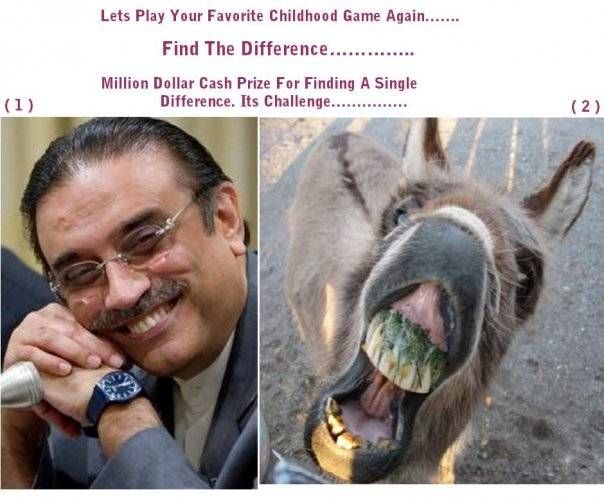 Lets Play Your Favorite Childhood Game Again.......
Find The Difference..............
Million Dollar Cash Prize For Finding A Single
Difference. Its Challenge...............
(1)
(2)